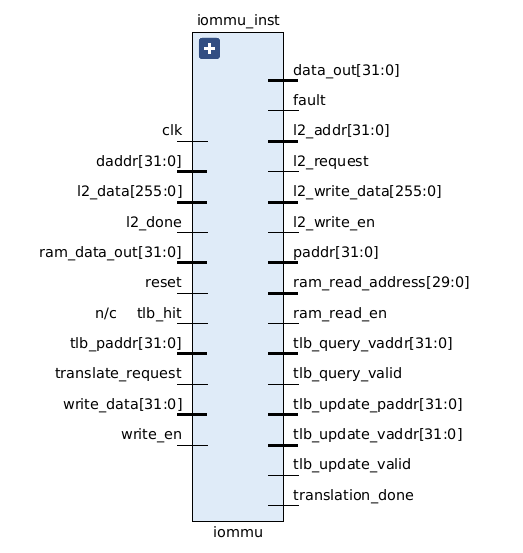 iommu_inst
data_out[31:0]
fault
clk
l2_addr[31:0]
daddr[31:0]
l2_request
l2_data[255:0]
l2_write_data[255:0]
l2_done
l2_write_en
ram_data_out[31:0]
paddr[31:0]
reset
ram_read_address[29:0]
n/c tlb_hit
ram_read_en
tlb_paddr[31:0]
tlb_query_vaddr[31:0]
translate_request
tlb_query_valid
write_data[31:0]
tlb_update_paddr[31:0]
write_en
tlb_update_vaddr[31:0]
tlb_update_valid
translation_done
iommu